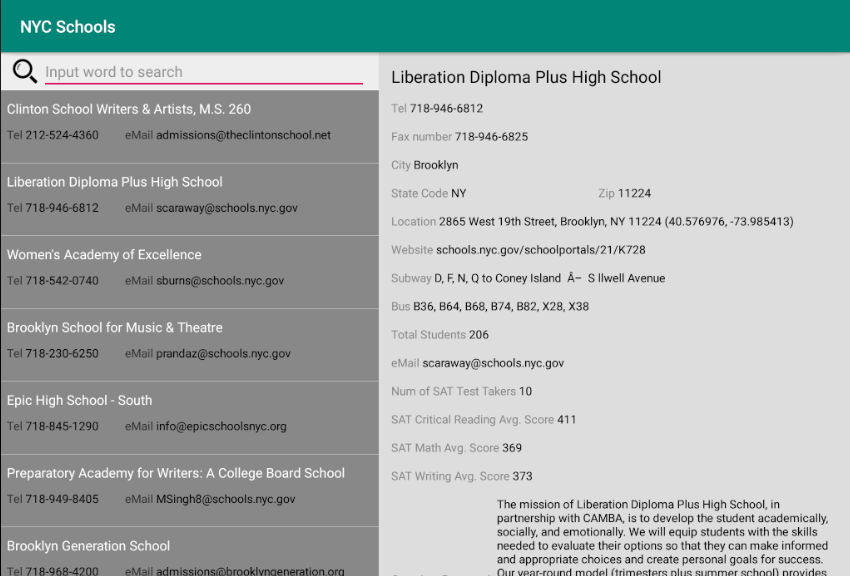 NYC Schools
Input word to search
Clinton School Writers & Artists, M.S. 260
Tel 212-524-4360 eMail admissions@theclintonschool.net
Liberation Diploma Plus High School
Tel 718-946-6812 eMail scaraway@schools.nyc.gov
Women's Academy of Excellence
Tel 718-542-0740 eMail sburns@schools.nyc.gov
Brooklyn School for Music & Theatre
Tel 718-230-6250 eMail prandaz@schools.nyc.gov
Epic High School - South
Tel 718-845-1290 eMail info@epicschoolsnyc.org
Preparatory Academy for Writers: A College Board School
Tel 718-949-8405 eMail MSingh8@schools.nyc.gov
Brooklyn Generation School
Tel 718-968-4200 eMail admissions@brooklyngeneration.org
Liberation Diploma Plus High School
Tel 718-946-6812
Fax number 718-946-6825
City Brooklyn
State Code NY Zip 11224
Location 2865 West 19th Street, Brooklyn, NY 11224 (40.576976, -73.985413)
Website schools.nyc.gov/schoolportals/21/K728
Subway D, F, N, Q to Coney Island Â– S llwell Avenue
Bus B36, B64, B68, B74, B82, X28, X38
Total Students 206
eMail scaraway@schools.nyc.gov
Num of SAT Test Takers 10
SAT Critical Reading Avg. Score 411
SAT Math Avg. Score 369
SAT Writing Avg. Score 373
The mission of Liberation Diploma Plus High School, in
partnership with CAMBA, is to develop the student academically,
socially, and emotionally. We will equip students with the skills
needed to evaluate their options so that they can make informed
and appropriate choices and create personal goals for success.
Our year-round model (trimesters plus summer school) provides